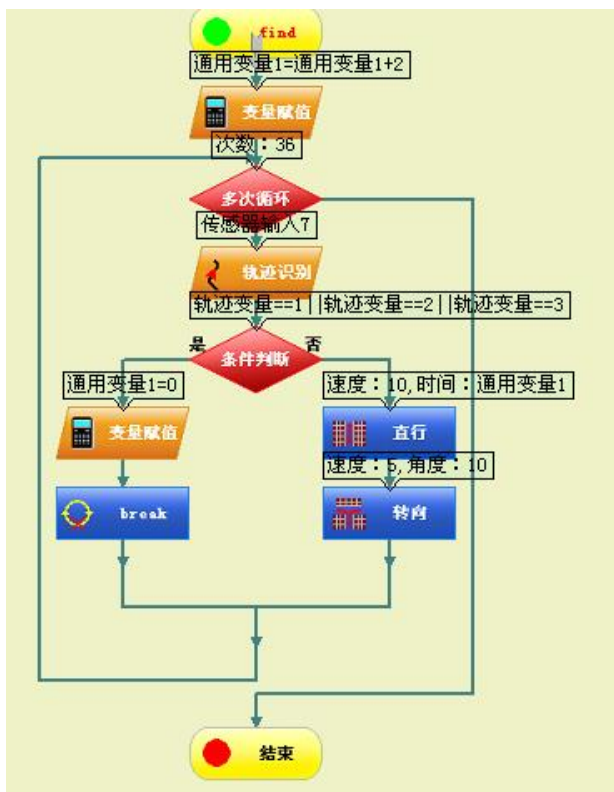 find
通用变量1=通用变量1+2
变量赋值
次数：36
多次循环
传感器输入7
轨迹识别
轨迹变量==1||轨迹变量==2||轨迹变量==3
是
条件判断
否
通用变量1=0
速度：10,时间：通用变量1
变量赋值
直行
速度：5,角度：10
break
转向
结束